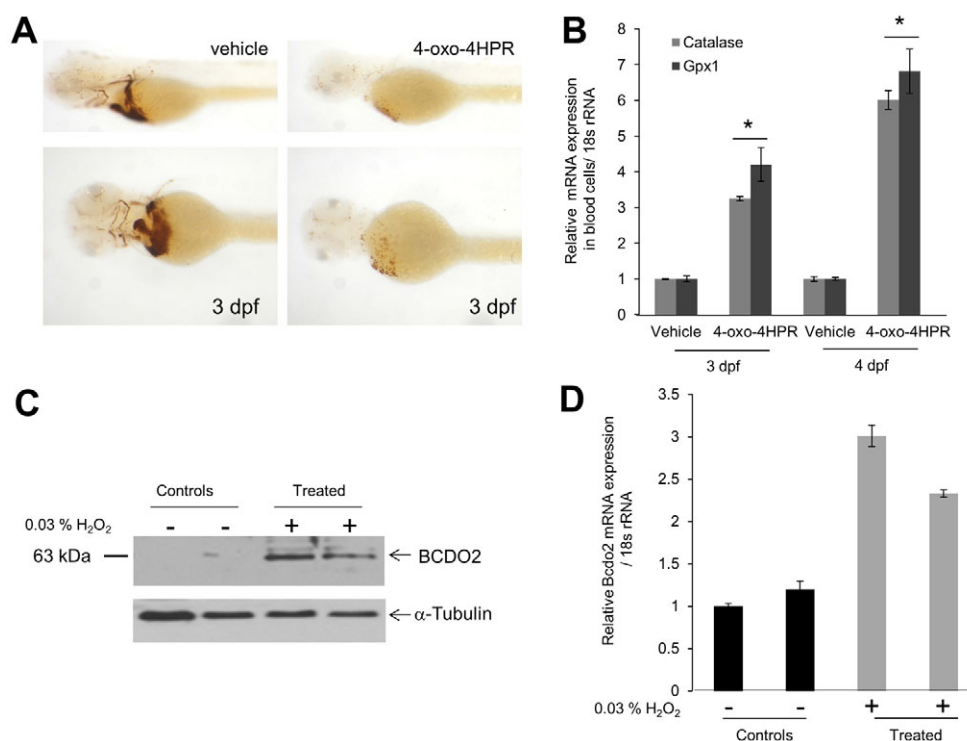 A
vehicle
4-oxo-4HPR
3 dpf
3 dpf
B
Relative mRNA expression
in blood cells/ 18s rRNA
8
7
6
5
4
3
2
1
0
Catalase
Gpx1
*
*
Vehicle 4-oxo-4HPR Vehicle 4-oxo-4HPR
3 dpf 4 dpf
C
Controls Treated
0.03 % H₂O₂ - - + +
63 kDa
BCDO2
α-Tubulin
D
Relative Bcdo2 mRNA expression
/ 18s rRNA
3.5
3
2.5
2
1.5
1
0.5
0
0.03 % H₂O₂ - - + +
Controls Treated